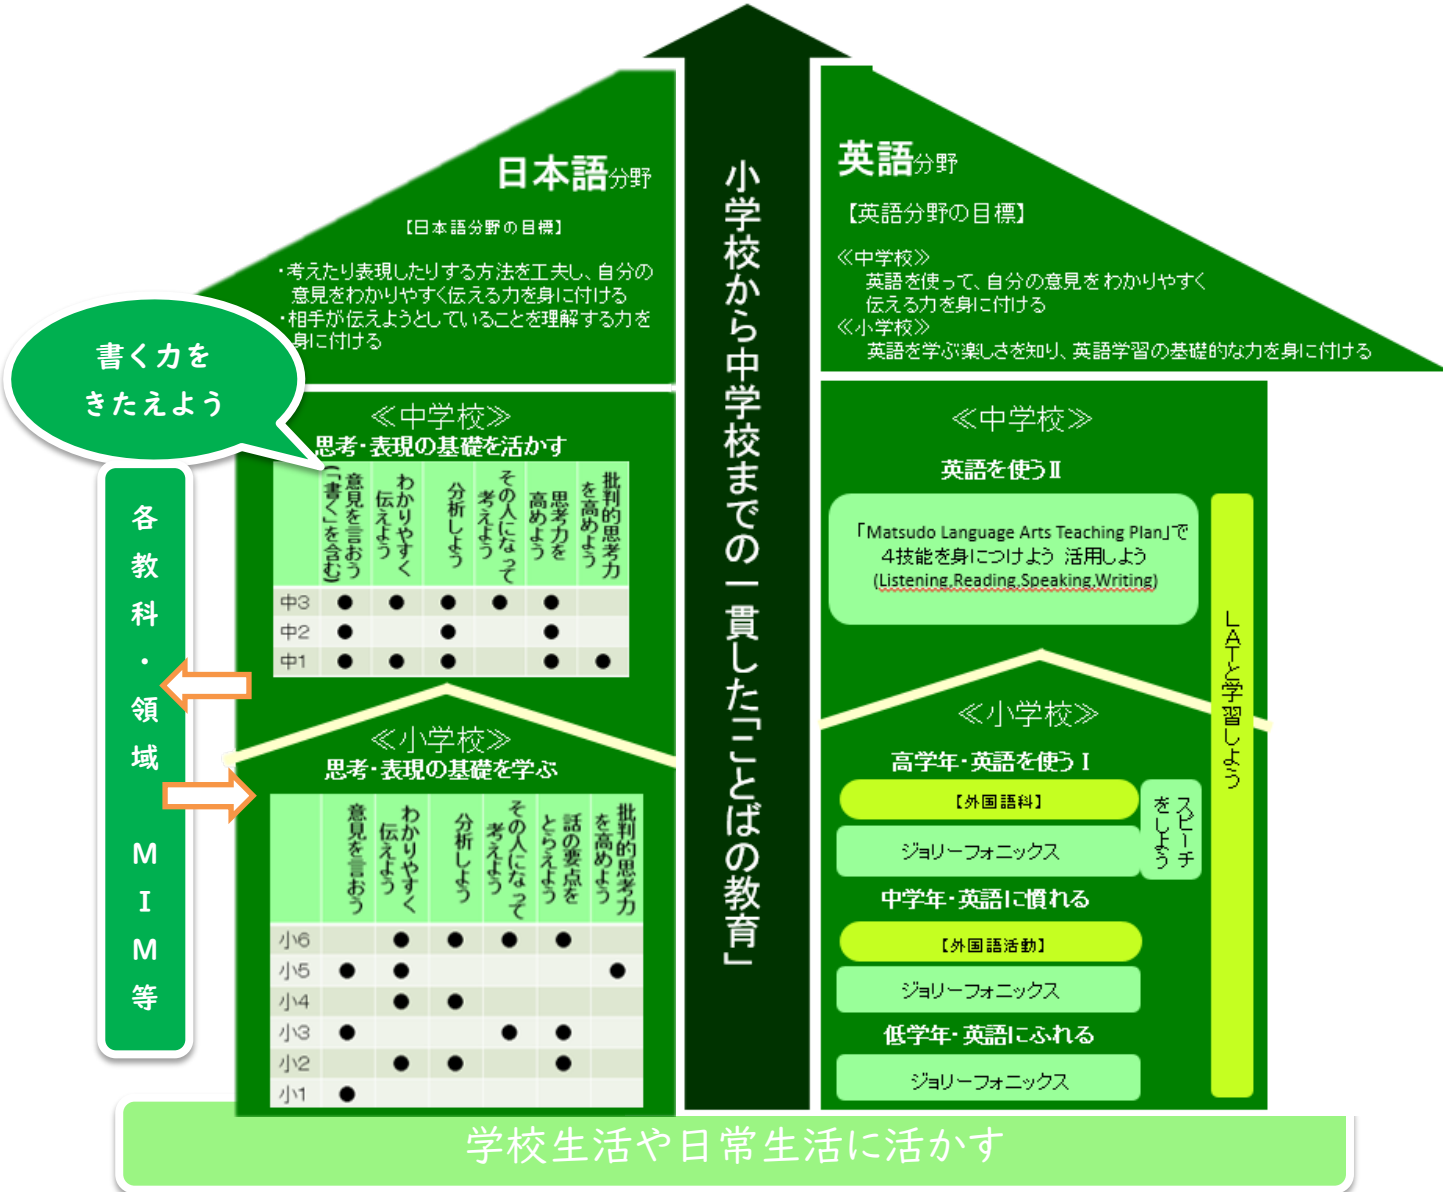 日本語分野
【日本語分野の目標】
・考えたり表現したりする方法を工夫し、自分の
意見をわかりやすく伝える力を身に付ける
・相手が伝えようとしていることを理解する力を
身に付ける
書く力を
きたえよう
各教科・領域 MIM等
≪中学校≫
思考・表現の基礎を活かす
意見を言おう
(「書く」を含む)
わかりやすく
伝えよう
分析しよう
その人になって
考えよう
思考力を
高めよう
批判的思考力
を高めよう
中3 ● ● ● ● ●
中2 ● ● ●
中1 ● ● ● ● ●
≪小学校≫
思考・表現の基礎を学ぶ
意見を言おう
わかりやすく
伝えよう
分析しよう
その人になって
考えよう
話の要点を
とらえよう
批判的思考力
を高めよう
小6 ● ● ● ●
小5 ● ● ●
小4 ● ●
小3 ● ● ●
小2 ● ● ●
小1 ●
小学校から中学校までの一貫した「ことばの教育」
英語分野
【英語分野の目標】
≪中学校≫
英語を使って、自分の意見をわかりやすく
伝える力を身に付ける
≪小学校≫
英語を学ぶ楽しさを知り、英語学習の基礎的な力を身に付ける
≪中学校≫
英語を使うⅡ
「Matsudo Language Arts Teaching Plan」で
4技能を身につけよう 活用しよう
(Listening,Reading,Speaking,Writing)
LATと学習しよう
≪小学校≫
高学年・英語を使うⅠ
【外国語科】
ジョリーフォニックス
スピーチ
をしよう
中学年・英語に慣れる
【外国語活動】
ジョリーフォニックス
低学年・英語にふれる
ジョリーフォニックス
学校生活や日常生活に活かす